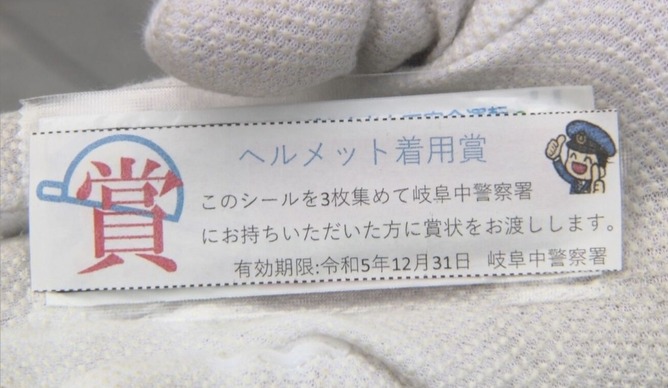 賞
ヘルメット着用賞
このシールを3枚集めて岐阜中警察署
にお持ちいただいた方に賞状をお渡しします。
有効期限:令和5年12月31日 岐阜中警察署